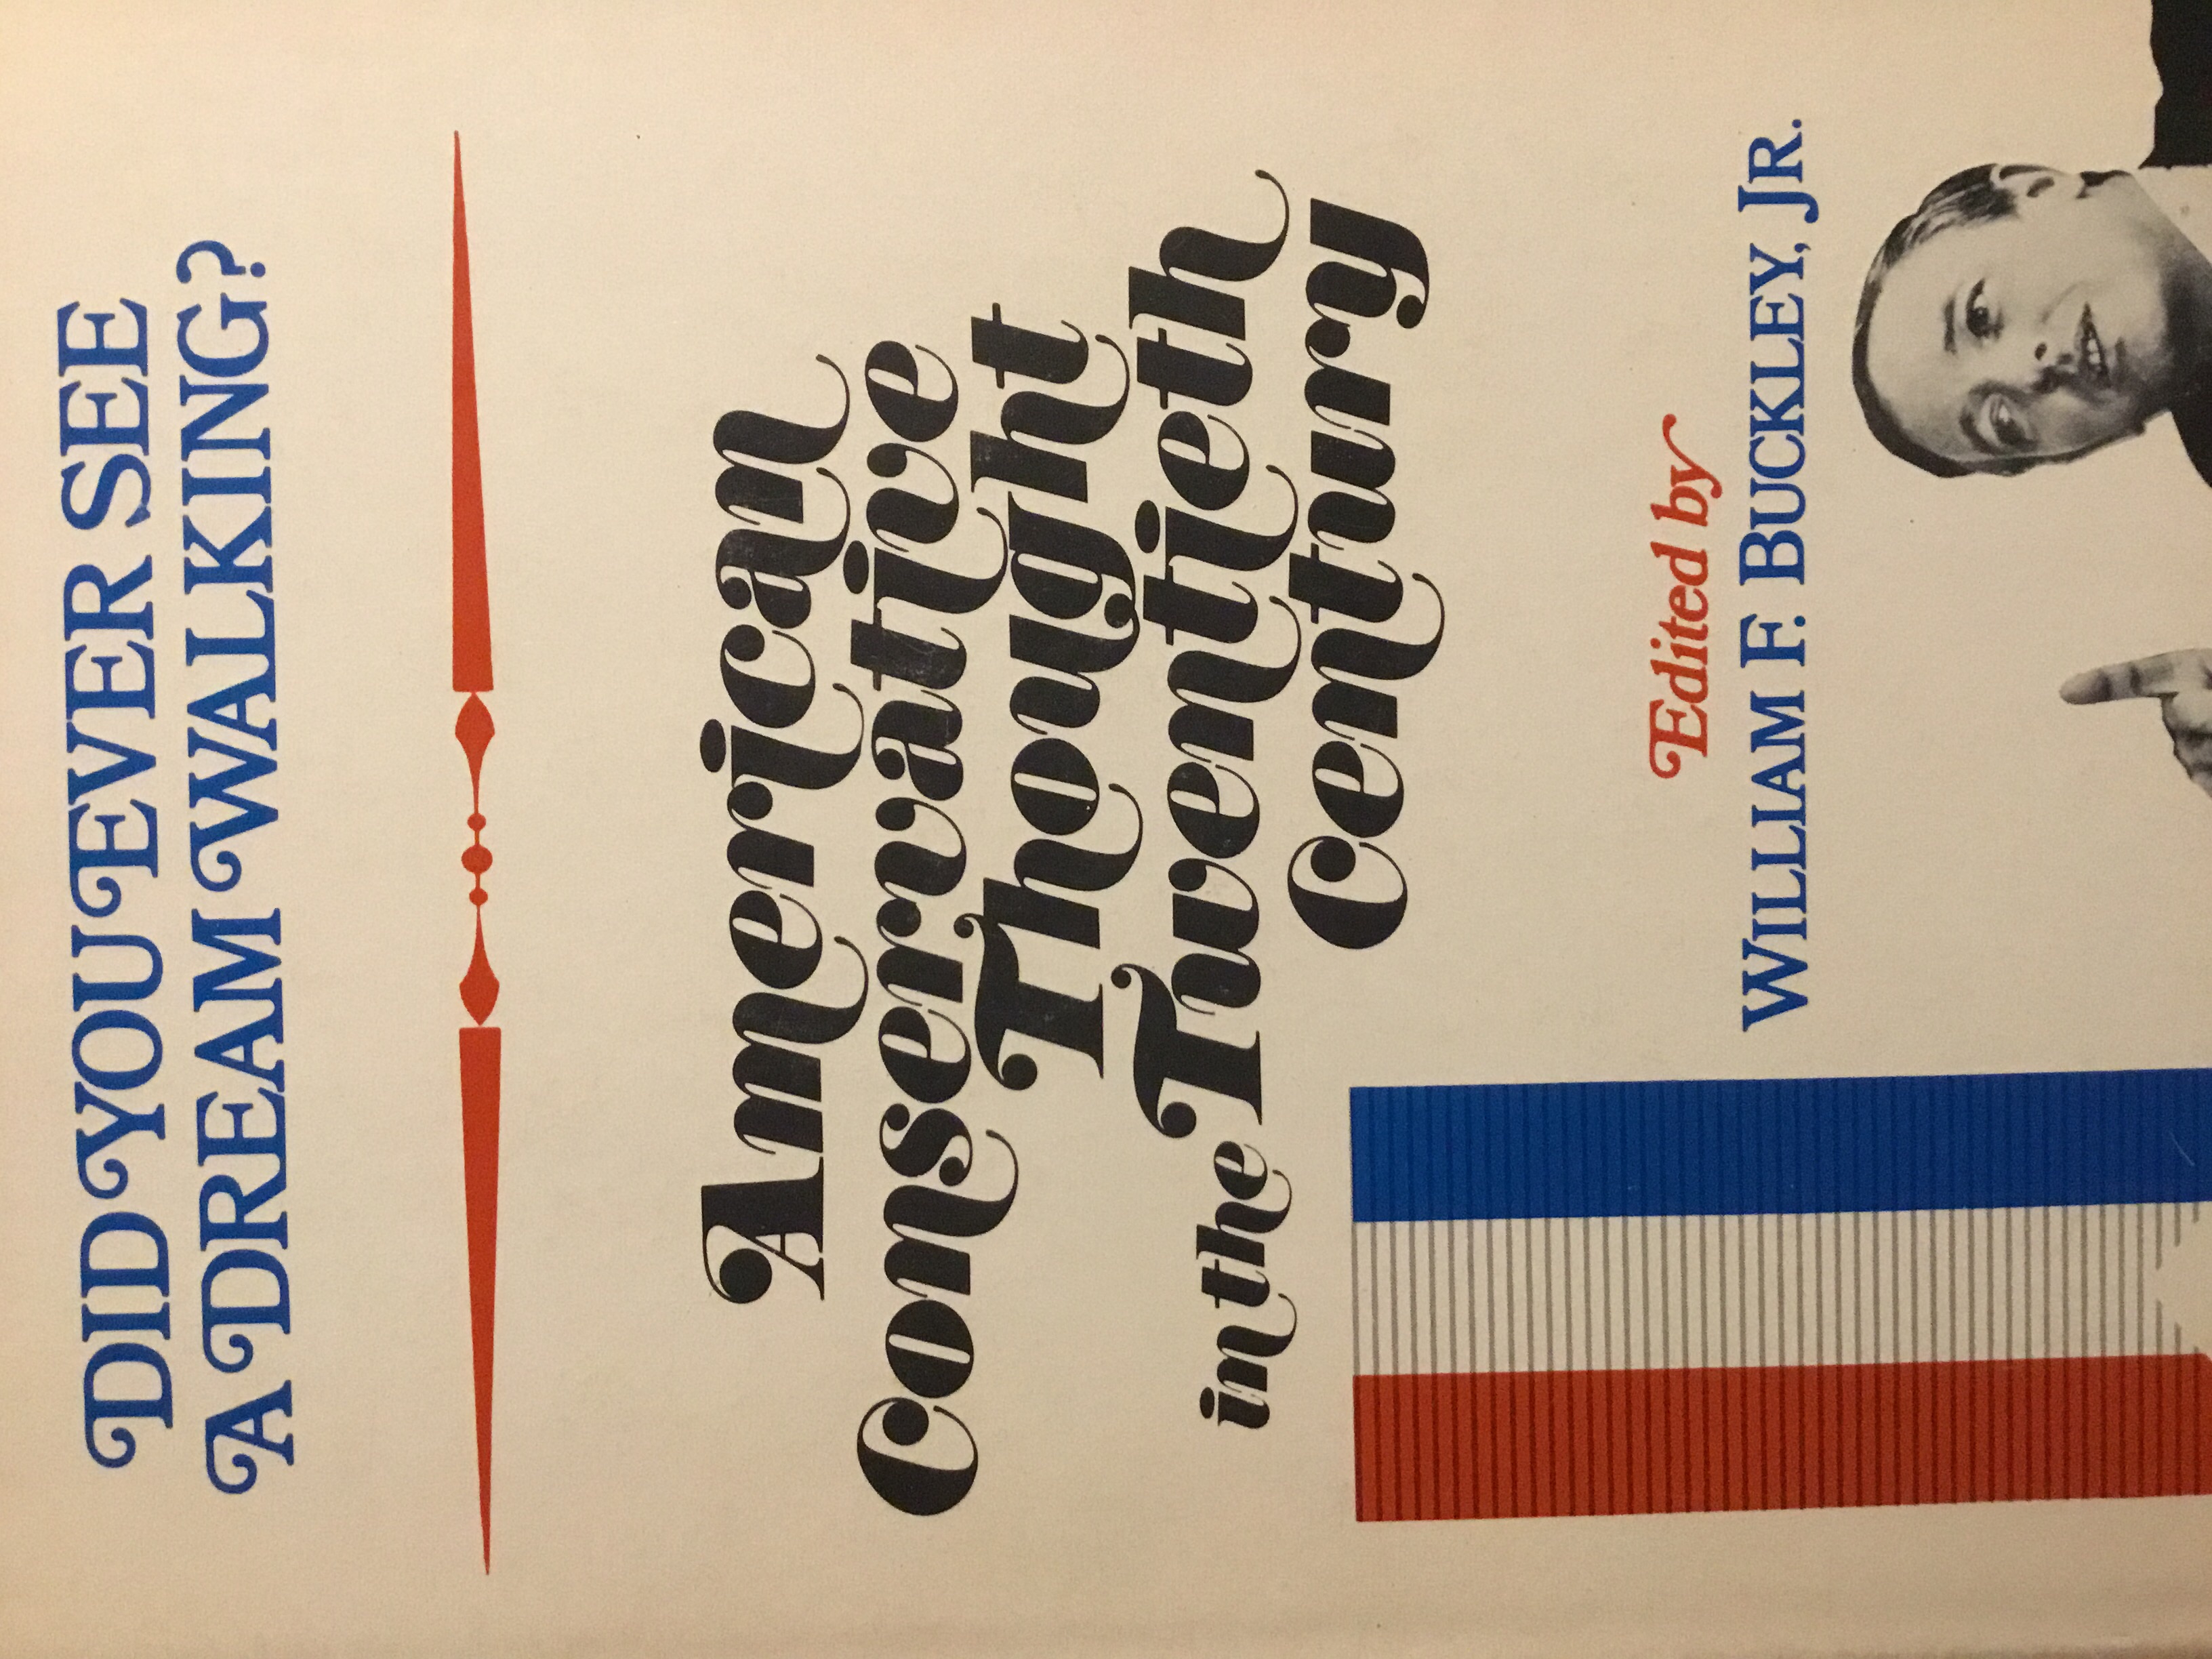 DID YOU EVER SEE
A DREAM WALKING?
American
Conservative
Thought
in the Twentieth
Century
Edited by
WILLIAM F. BUCKLEY, JR.